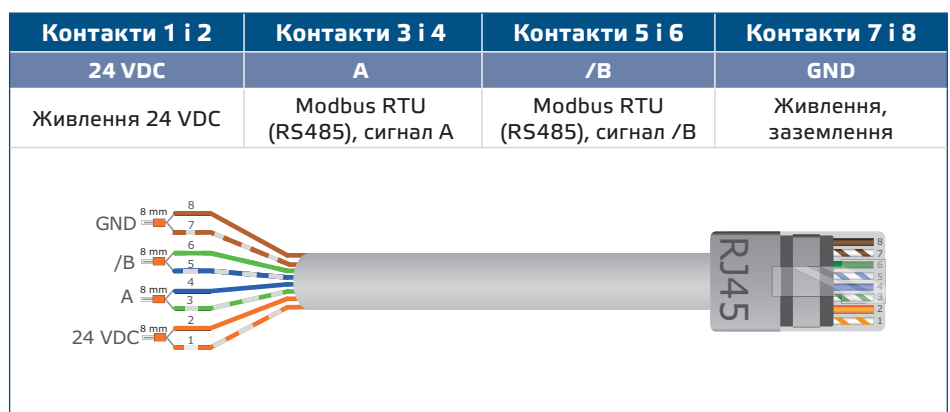 Контакти 1 і 2 Контакти 3 і 4 Контакти 5 і 6 Контакти 7 і 8
24 VDC A /B GND
Живлення 24 VDC
Modbus RTU
(RS485), сигнал A
Modbus RTU
(RS485), сигнал /B
Живлення,
заземлення
GND 8 mm 8
7
/B 8 mm 6
5
A 8 mm 4
3
24 VDC 8 mm 2
1
RJ45
8
7
6
5
4
3
2
1